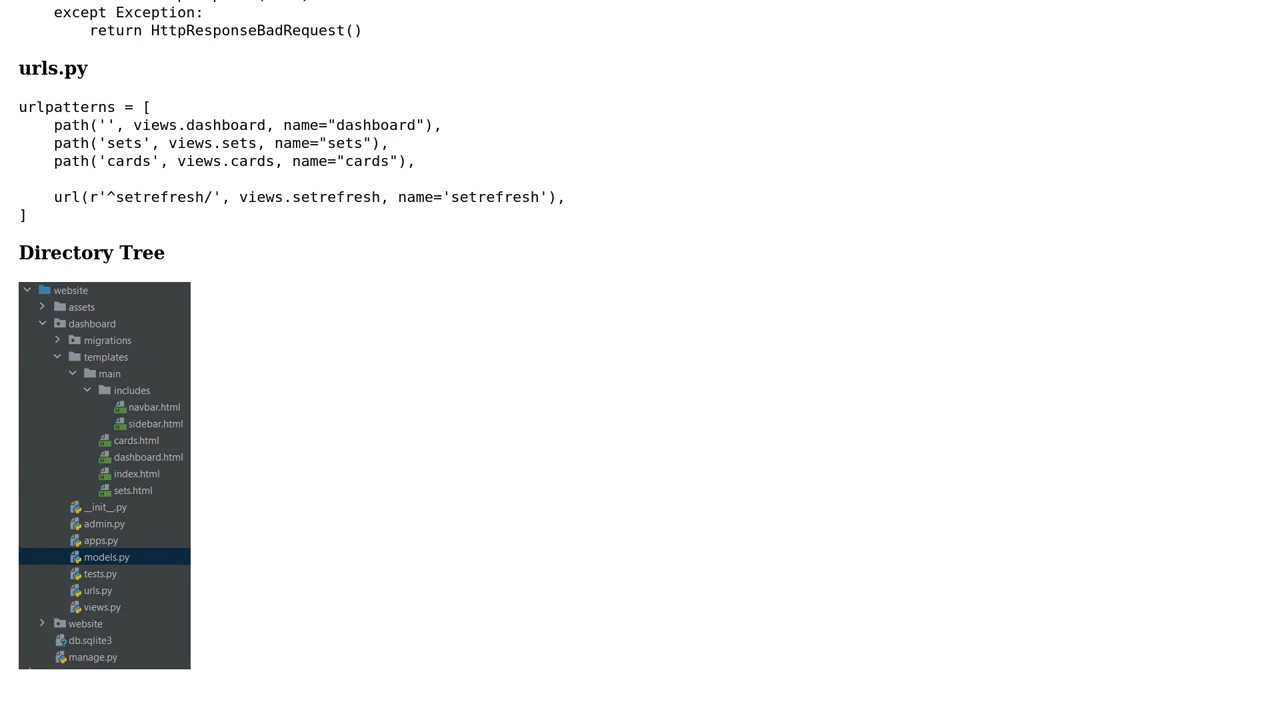 except Exception:
return HttpResponseBadRequest()
urls.py
urlpatterns = [
path('', views.dashboard, name="dashboard"),
path('sets', views.sets, name="sets"),
path('cards', views.cards, name="cards"),
url(r'^setrefresh/', views.setrefresh, name='setrefresh'),
]
Directory Tree
website
assets
dashboard
migrations
templates
main
includes
navbar.html
sidebar.html
cards.html
dashboard.html
index.html
sets.html
__init__.py
admin.py
apps.py
models.py
tests.py
urls.py
views.py
website
db.sqlite3
manage.py